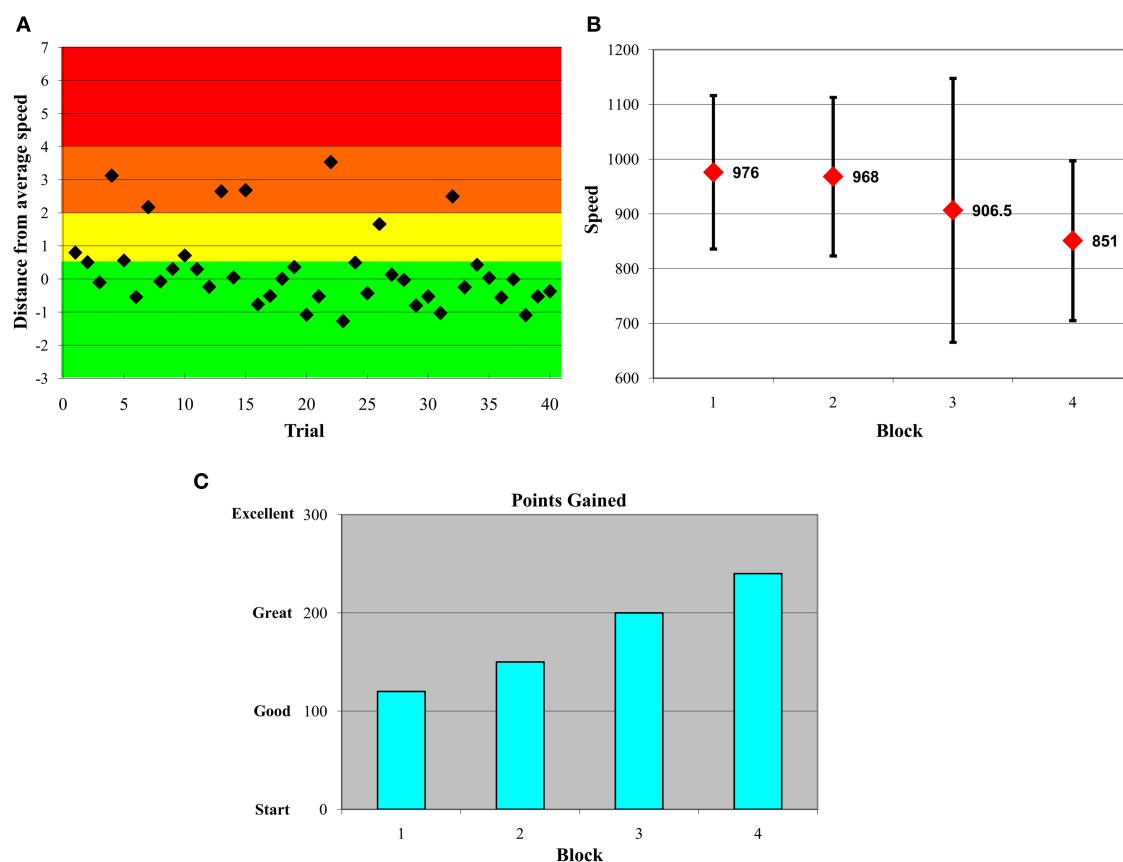 A
7
6
5
4
3
2
1
0
-1
-2
-3
Distance from average speed
0 5 10 15 20 25 30 35 40
Trial
B
1200
1100
1000
900
800
700
600
Speed
976
968
906.5
851
1 2 3 4
Block
C
Points Gained
Excellent 300
Great 200
Good 100
Start 0
1 2 3 4
Block